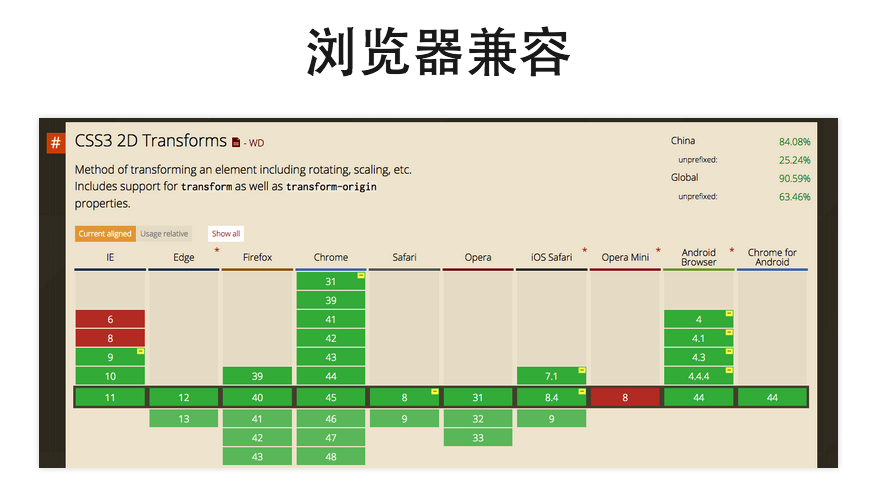 浏览器兼容
# CSS3 2D Transforms - WD
Method of transforming an element including rotating, scaling, etc.
Includes support for transform as well as transform-origin
properties.
China 84.08%
unprefixed: 25.24%
Global 90.59%
unprefixed: 63.46%
Current aligned Usage relative Show all
IE Edge * Firefox Chrome Safari Opera iOS Safari * Opera Mini * Android Browser * Chrome for Android
31
39
6 41 4
8 42 4.1
9 43 4.3
10 39 44 7.1 4.4.4
11 12 40 45 8 31 8.4 8 44 44
13 41 46 9 32 9
42 47 33
43 48